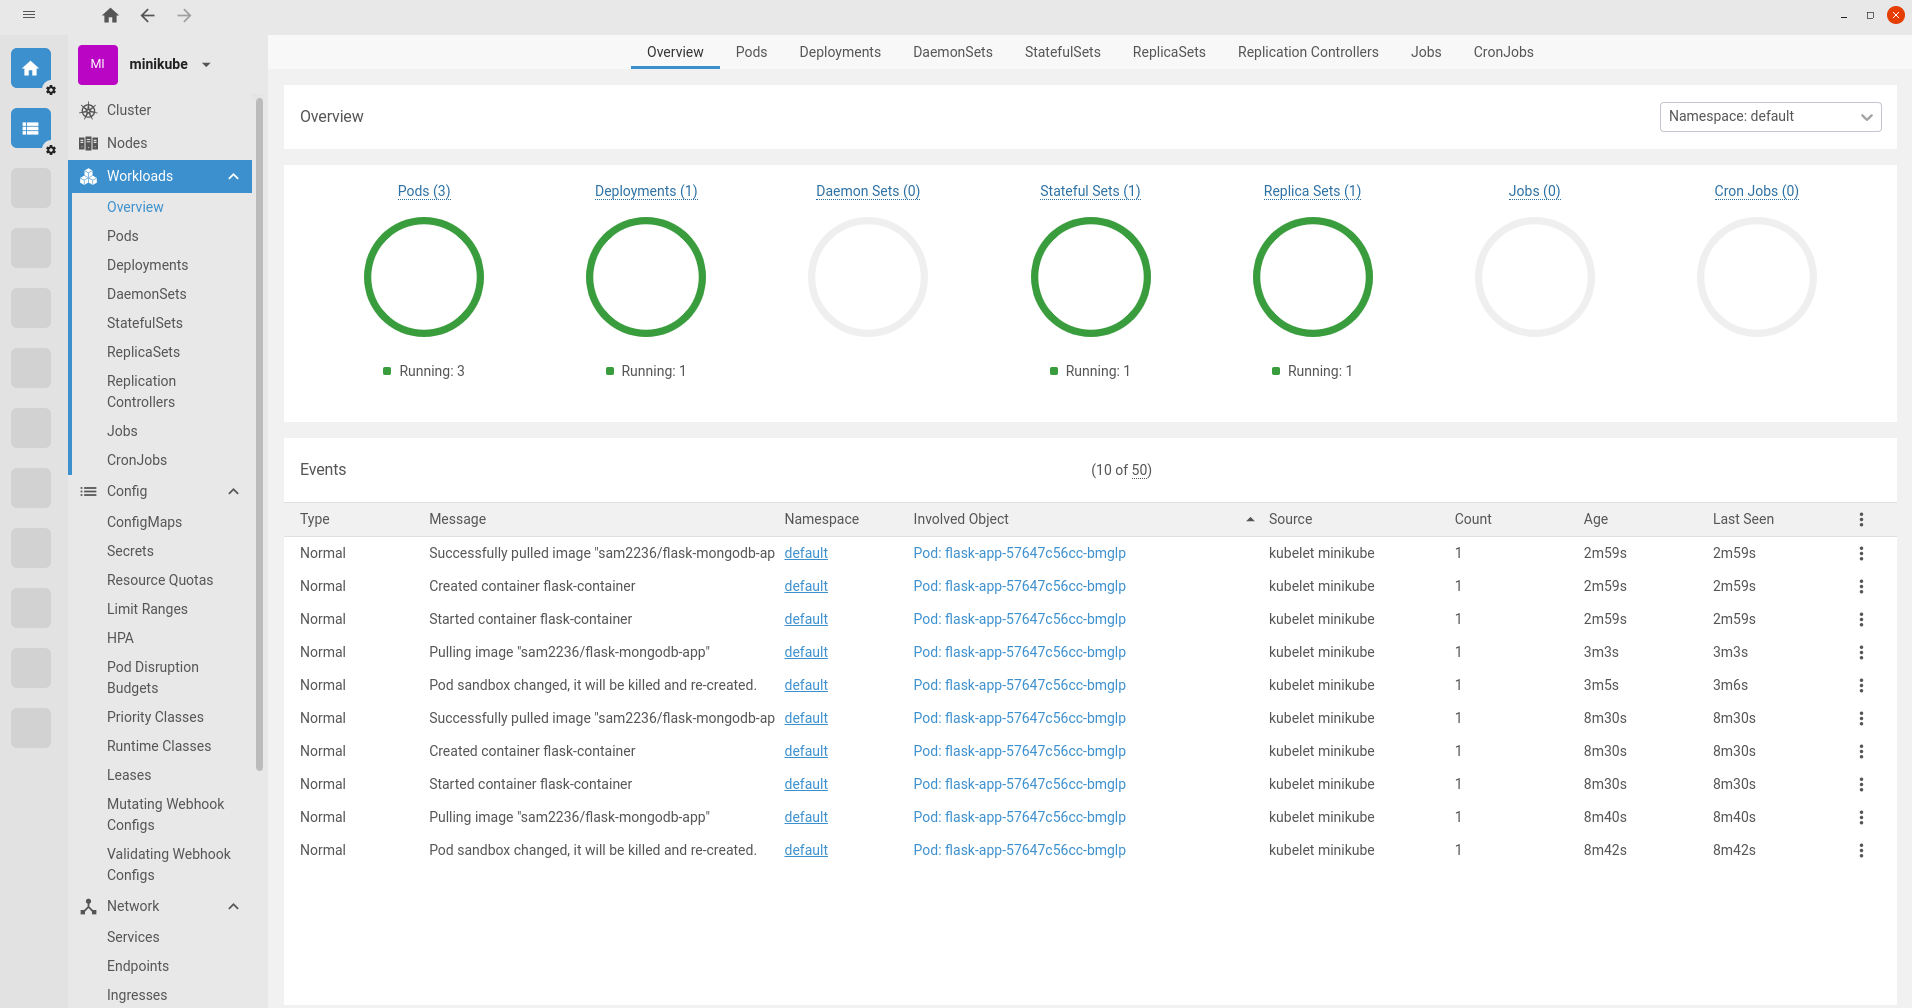 MI
minikube
Cluster
Nodes
Workloads
Overview
Pods
Deployments
DaemonSets
StatefulSets
ReplicaSets
Replication
Controllers
Jobs
CronJobs
Config
ConfigMaps
Secrets
Resource Quotas
Limit Ranges
HPA
Pod Disruption
Budgets
Priority Classes
Runtime Classes
Leases
Mutating Webhook
Configs
Validating Webhook
Configs
Network
Services
Endpoints
Ingresses
Overview Pods Deployments DaemonSets StatefulSets ReplicaSets Replication Controllers Jobs CronJobs
Overview Namespace: default
Pods (3) Deployments (1) Daemon Sets (0) Stateful Sets (1) Replica Sets (1) Jobs (0) Cron Jobs (0)
Running: 3 Running: 1 Running: 1 Running: 1
Events (10 of 50)
Type Message Namespace Involved Object Source Count Age Last Seen
Normal Successfully pulled image "sam2236/flask-mongodb-ap default Pod: flask-app-57647c56cc-bmglp kubelet minikube 1 2m59s 2m59s
Normal Created container flask-container default Pod: flask-app-57647c56cc-bmglp kubelet minikube 1 2m59s 2m59s
Normal Started container flask-container default Pod: flask-app-57647c56cc-bmglp kubelet minikube 1 2m59s 2m59s
Normal Pulling image "sam2236/flask-mongodb-app" default Pod: flask-app-57647c56cc-bmglp kubelet minikube 1 3m3s 3m3s
Normal Pod sandbox changed, it will be killed and re-created. default Pod: flask-app-57647c56cc-bmglp kubelet minikube 1 3m5s 3m6s
Normal Successfully pulled image "sam2236/flask-mongodb-ap default Pod: flask-app-57647c56cc-bmglp kubelet minikube 1 8m30s 8m30s
Normal Created container flask-container default Pod: flask-app-57647c56cc-bmglp kubelet minikube 1 8m30s 8m30s
Normal Started container flask-container default Pod: flask-app-57647c56cc-bmglp kubelet minikube 1 8m30s 8m30s
Normal Pulling image "sam2236/flask-mongodb-app" default Pod: flask-app-57647c56cc-bmglp kubelet minikube 1 8m40s 8m40s
Normal Pod sandbox changed, it will be killed and re-created. default Pod: flask-app-57647c56cc-bmglp kubelet minikube 1 8m42s 8m42s